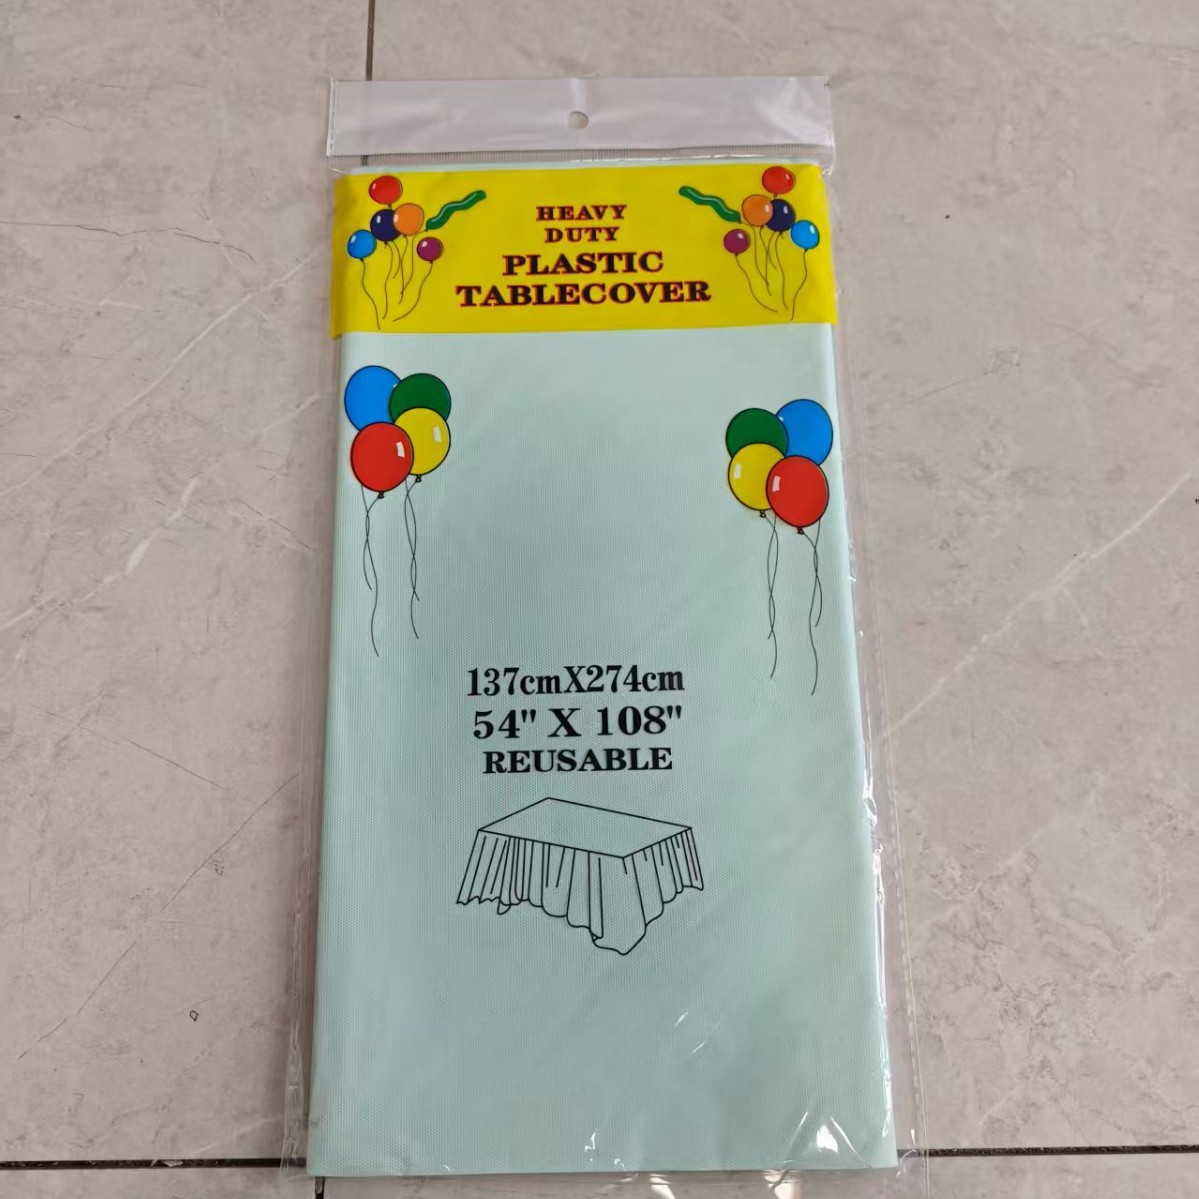 HEAVY
DUTY
PLASTIC
TABLECOVER
137cmX274cm
54" X 108"
REUSABLE